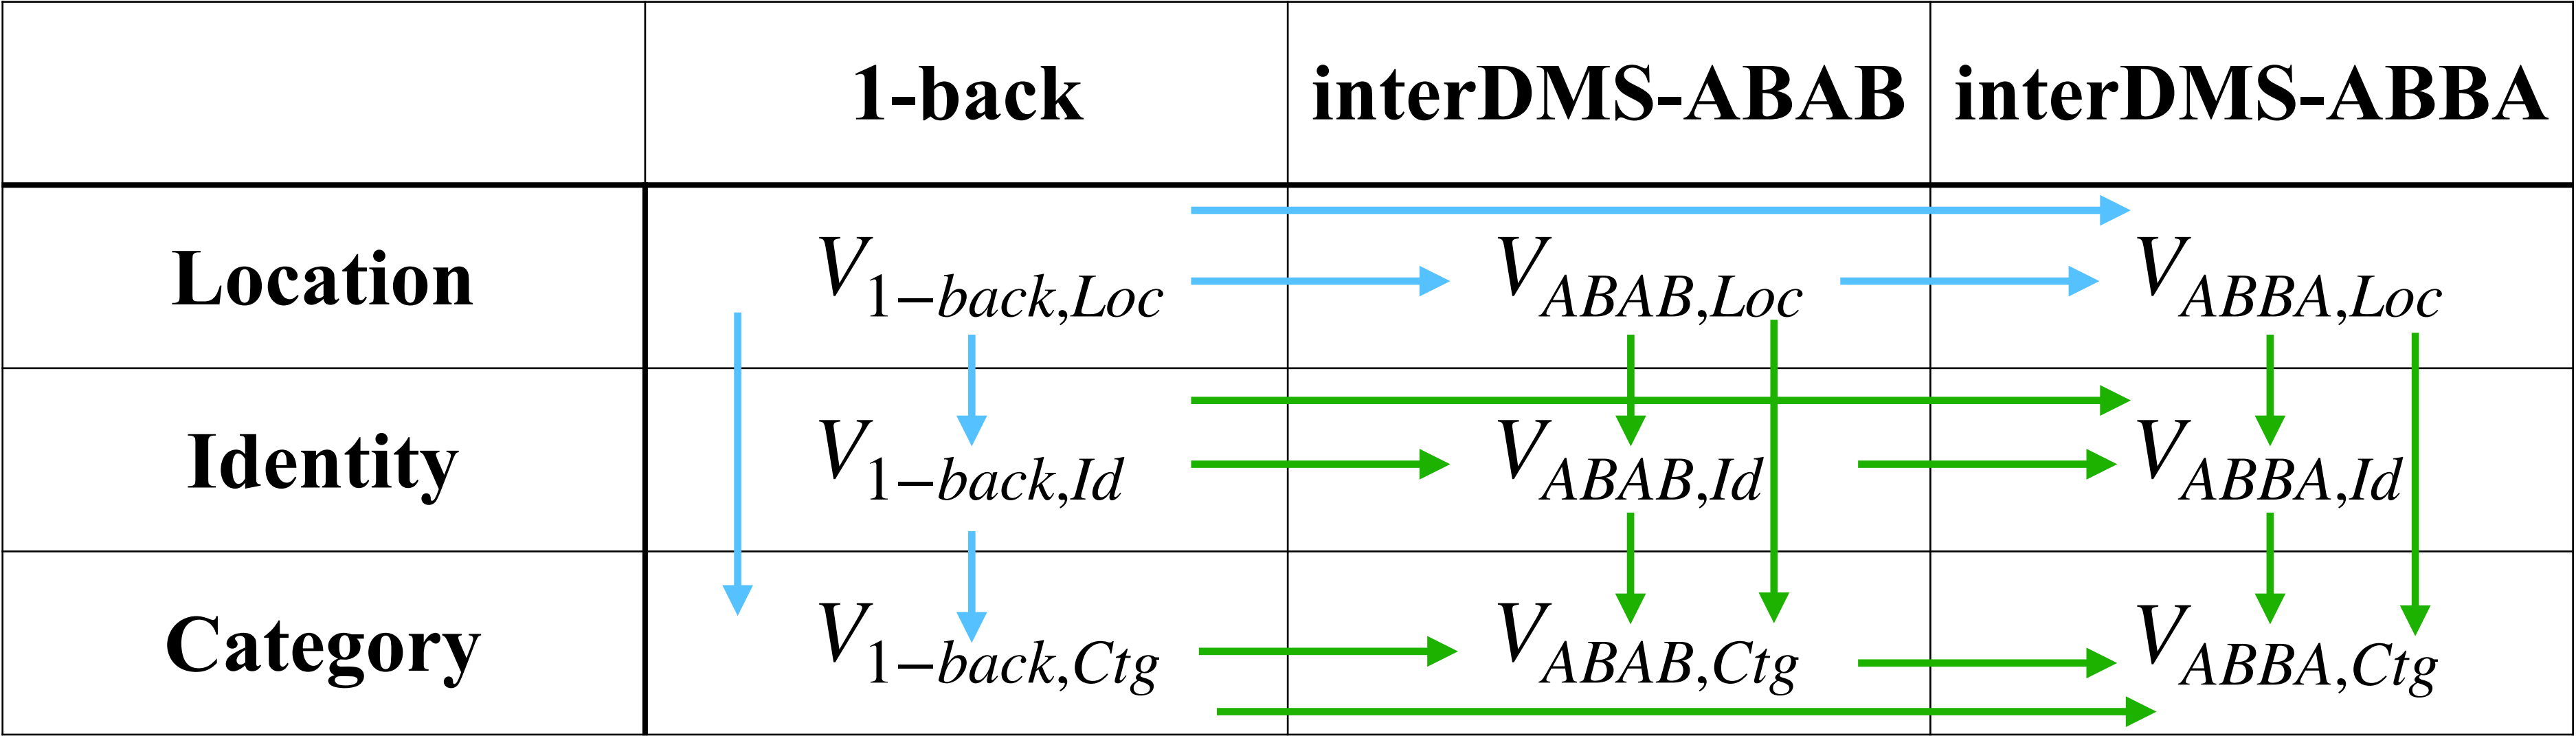 1-back interDMS-ABAB interDMS-ABBA
Location V1−back,Loc VABAB,Loc VABBA,Loc
Identity V1−back,Id VABAB,Id VABBA,Id
Category V1−back,Ctg VABAB,Ctg VABBA,Ctg